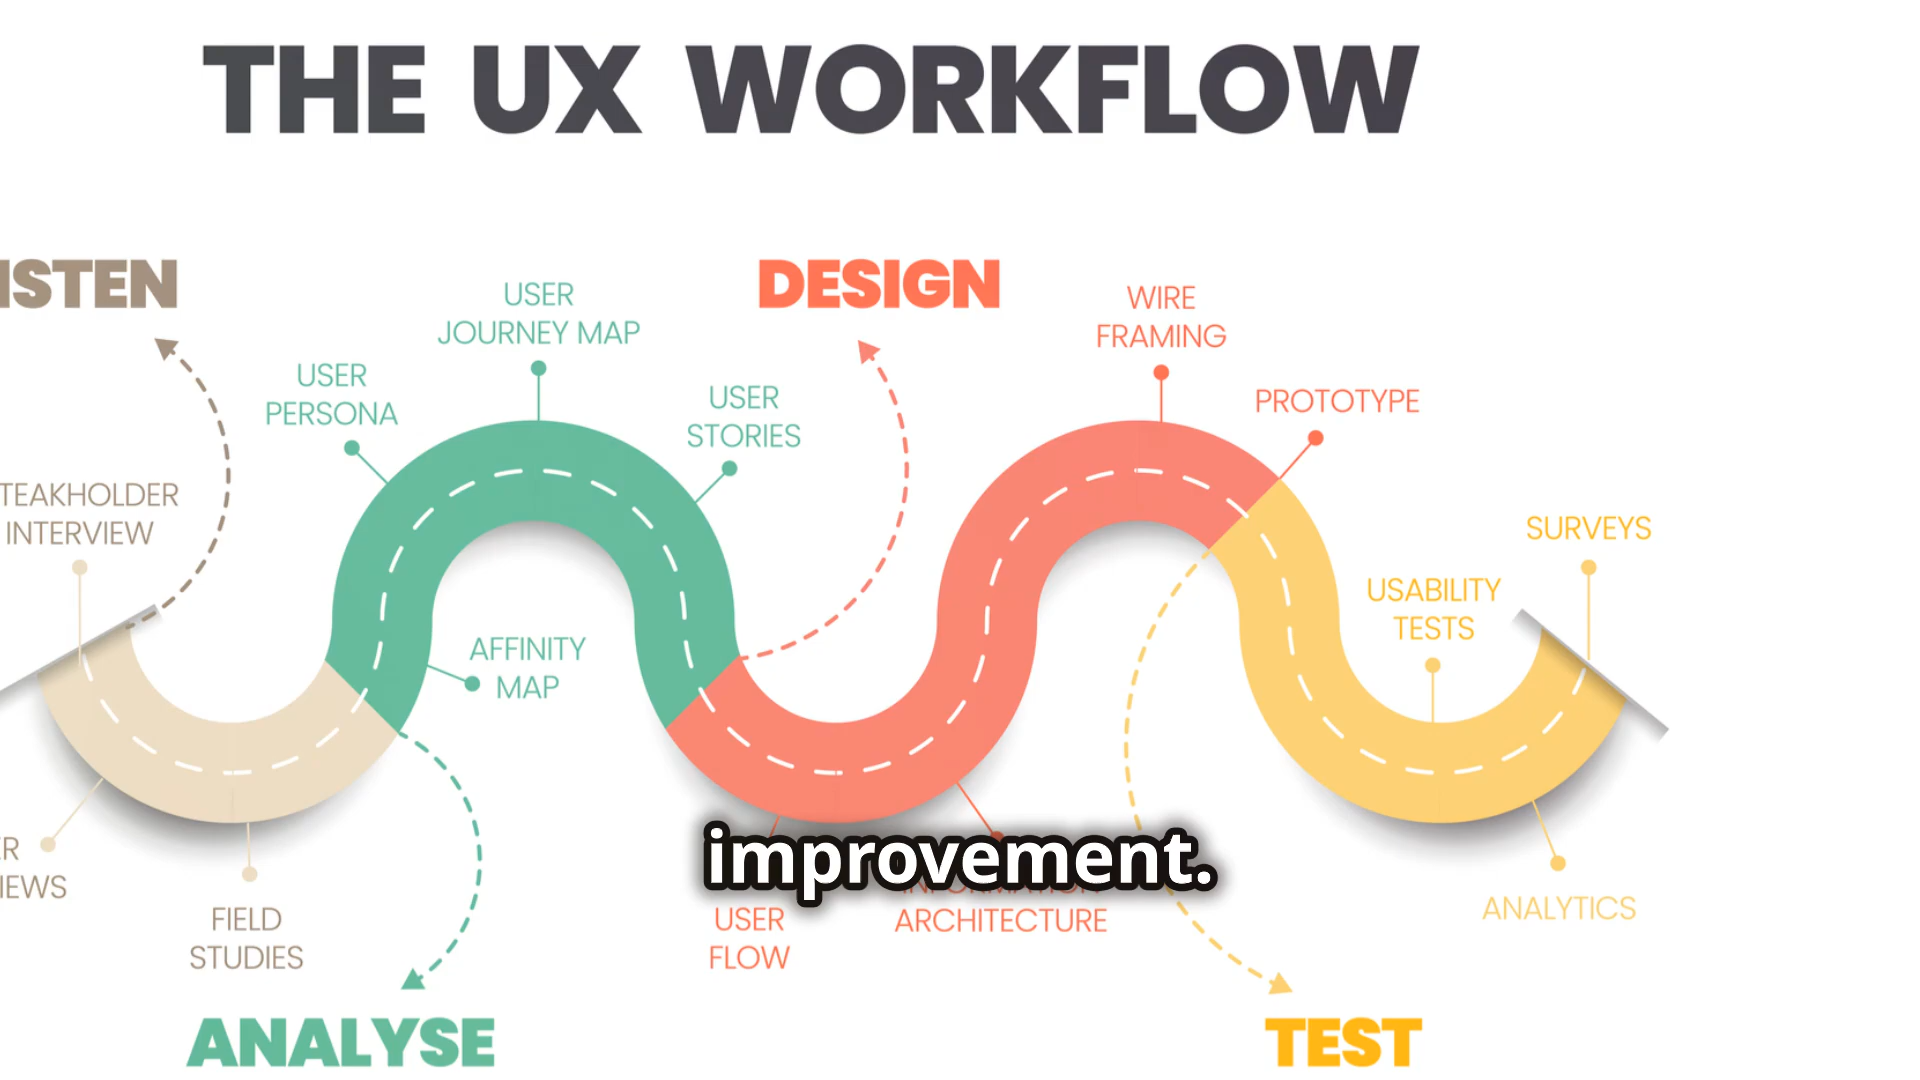 THE UX WORKFLOW
ISTEN
DESIGN
USER
JOURNEY MAP
WIRE
FRAMING
USER
PERSONA
USER
STORIES
PROTOTYPE
TEAKHOLDER
INTERVIEW
SURVEYS
USABILITY
TESTS
AFFINITY
MAP
improvement.
ER
IEWS
FIELD
STUDIES
USER
FLOW
ARCHITECTURE
ANALYTICS
ANALYSE
TEST